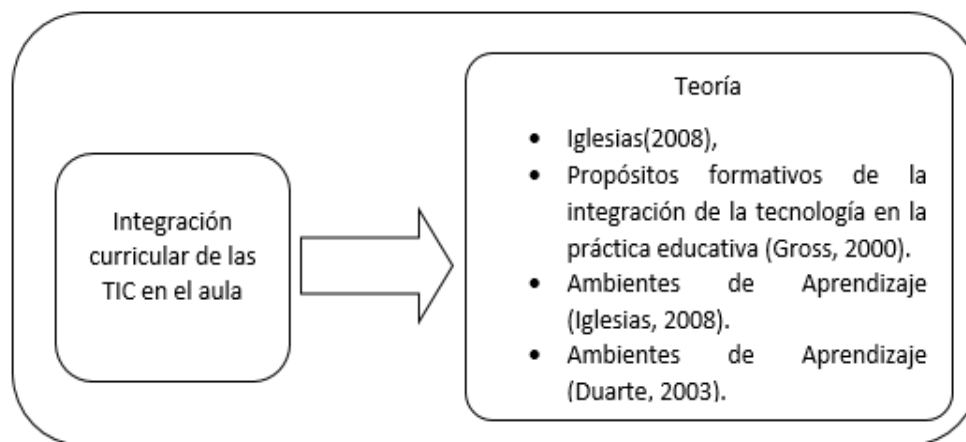 Integración
curricular de las
TIC en el aula
Teoría
• Iglesias(2008),
• Propósitos formativos de la
integración de la tecnología en la
práctica educativa (Gross, 2000).
• Ambientes de Aprendizaje
(Iglesias, 2008).
• Ambientes de Aprendizaje
(Duarte, 2003).